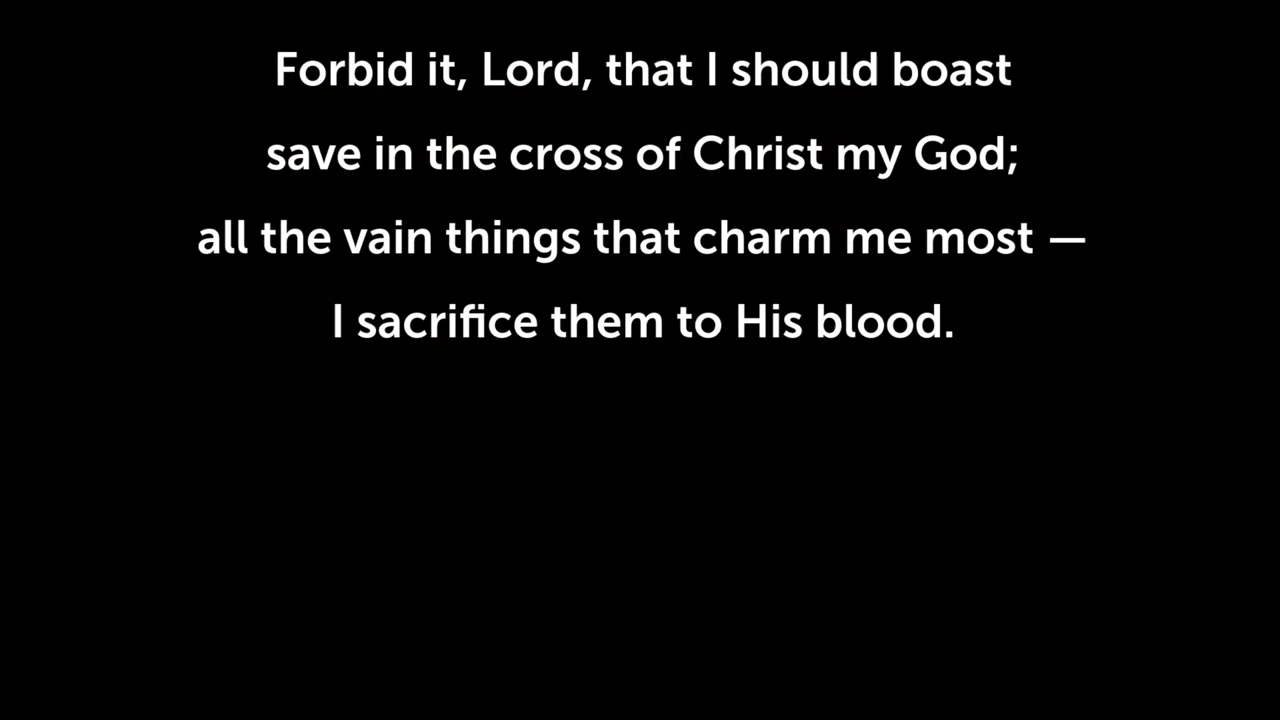 Forbid it, Lord, that I should boast
save in the cross of Christ my God;
all the vain things that charm me most —
I sacrifice them to His blood.